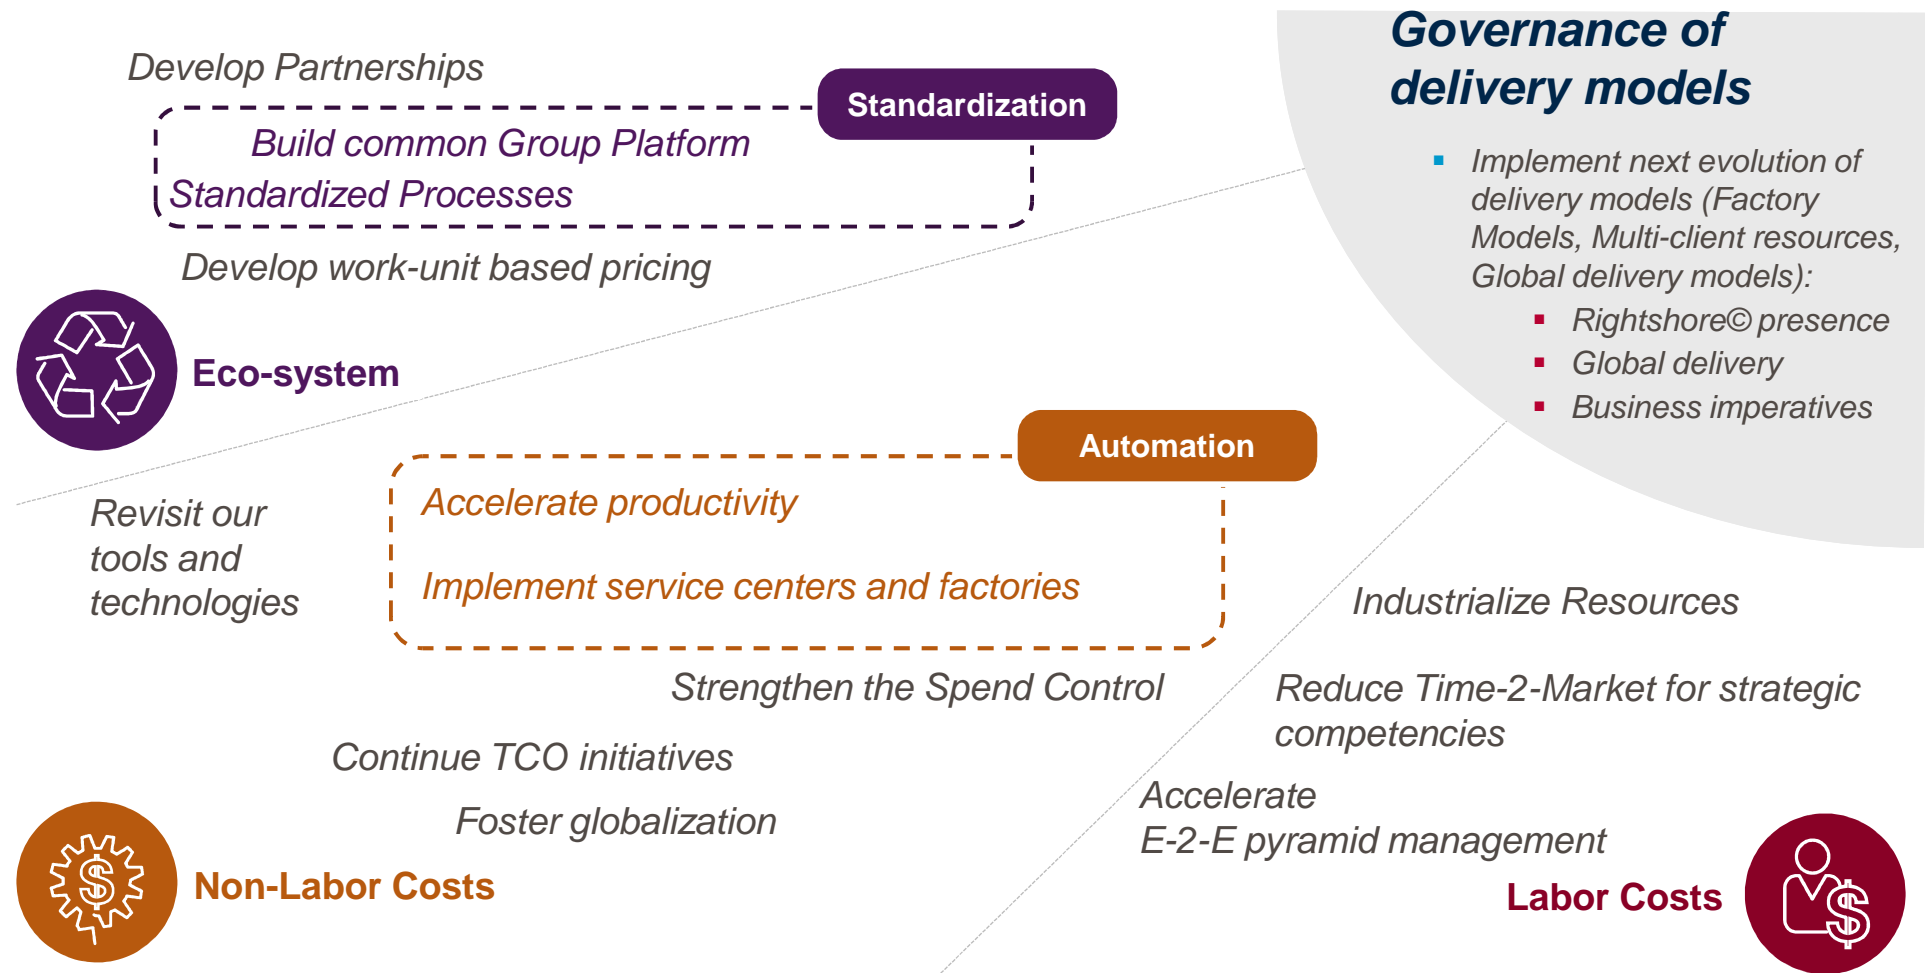 Governance of
delivery models
Implement next evolution of
delivery models (Factory
Models, Multi-client resources,
Global delivery models):
Rightshore© presence
Global delivery
Business imperatives
Develop Partnerships
Standardization
Build common Group Platform
Standardized Processes
Develop work-unit based pricing
Eco-system
Automation
Accelerate productivity
Implement service centers and factories
Revisit our
tools and
technologies
Strengthen the Spend Control
Continue TCO initiatives
Foster globalization
$
Non-Labor Costs
Industrialize Resources
Reduce Time-2-Market for strategic
competencies
Accelerate
E-2-E pyramid management
Labor Costs
$